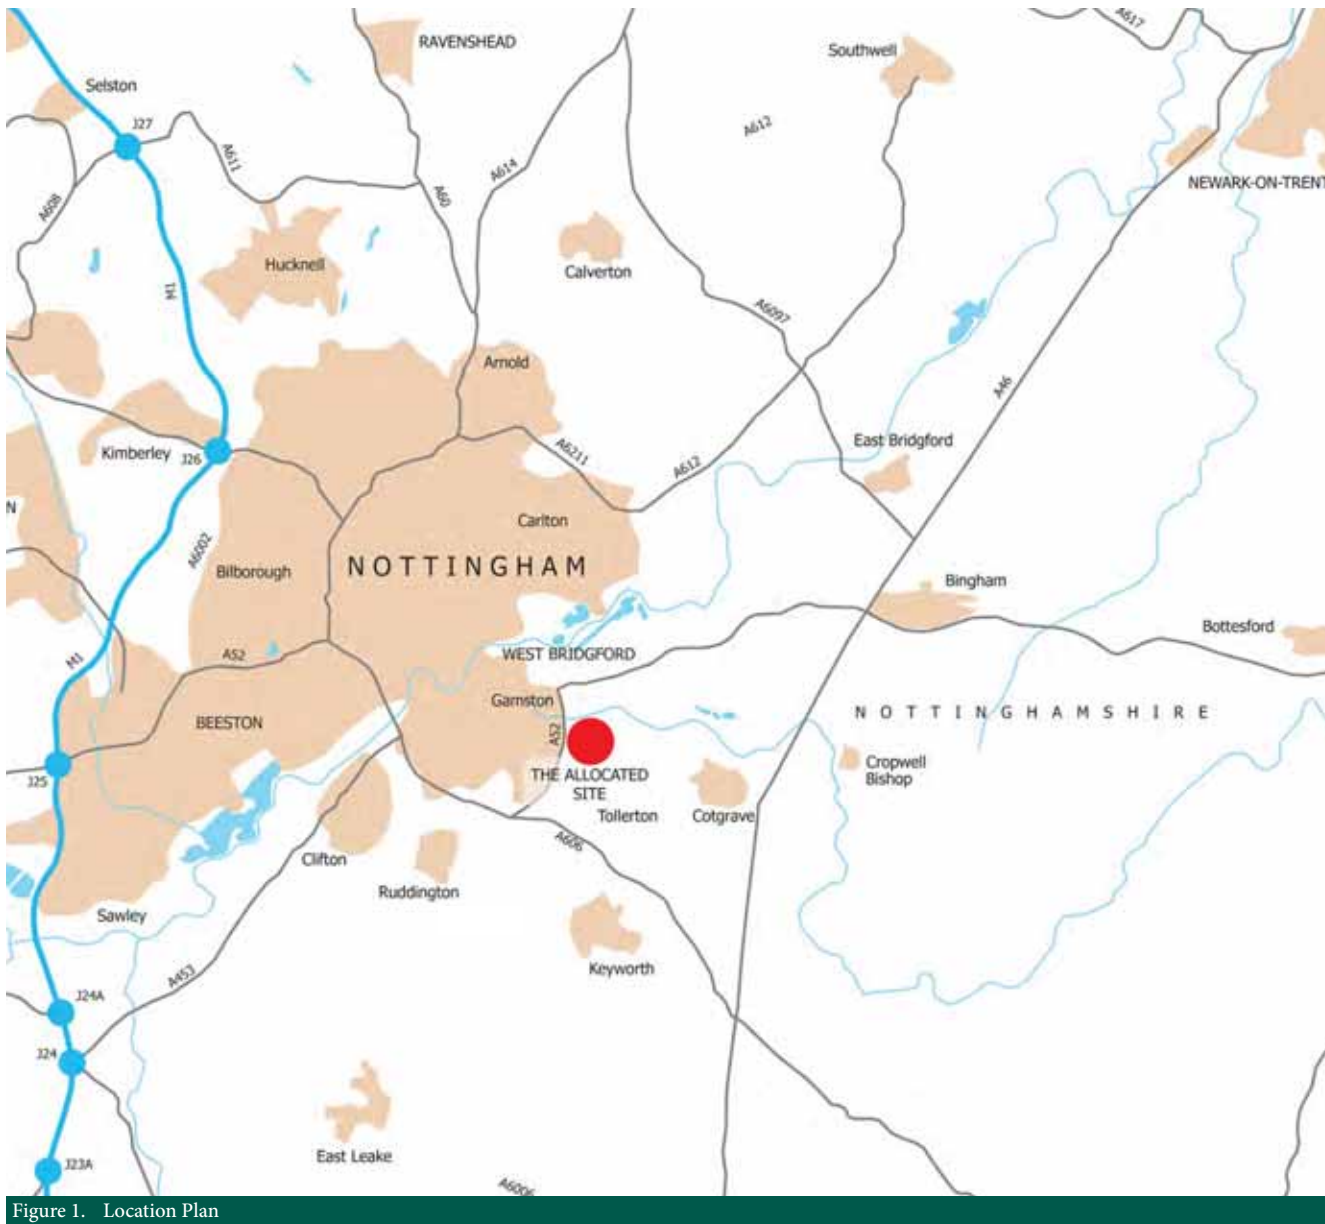 A617
RAVENSHEAD
Southwell
Selston
J27
A612
A611
A614
A60
NEWARK-ON-TRENT
A608
Hucknell
Calverton
M1
A6097
Arnold
A46
East Bridgford
Kimberley
J26
A6211
A612
N
Carlton
A6002
NOTTINGHAM
Bilborough
Bingham
Bottesford
A52
WEST BRIDGFORD
M1
Gamston
NOTTINGHAMSHIRE
BEESTON
A52
Cropwell
Bishop
J25
THE ALLOCATED
SITE
Tollerton
Cotgrave
A606
Clifton
Ruddington
Sawley
Keyworth
A453
J24A
J24
East Leake
J23A
A6006
Figure 1. Location Plan